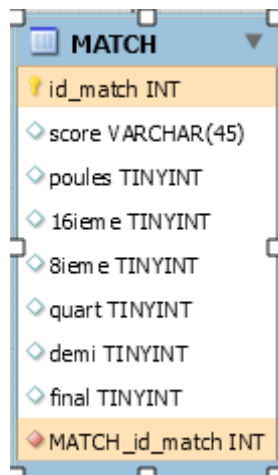 MATCH
id_match INT
score VARCHAR(45)
poules TINYINT
16ieme TINYINT
8ieme TINYINT
quart TINYINT
demi TINYINT
final TINYINT
MATCH_id_match INT